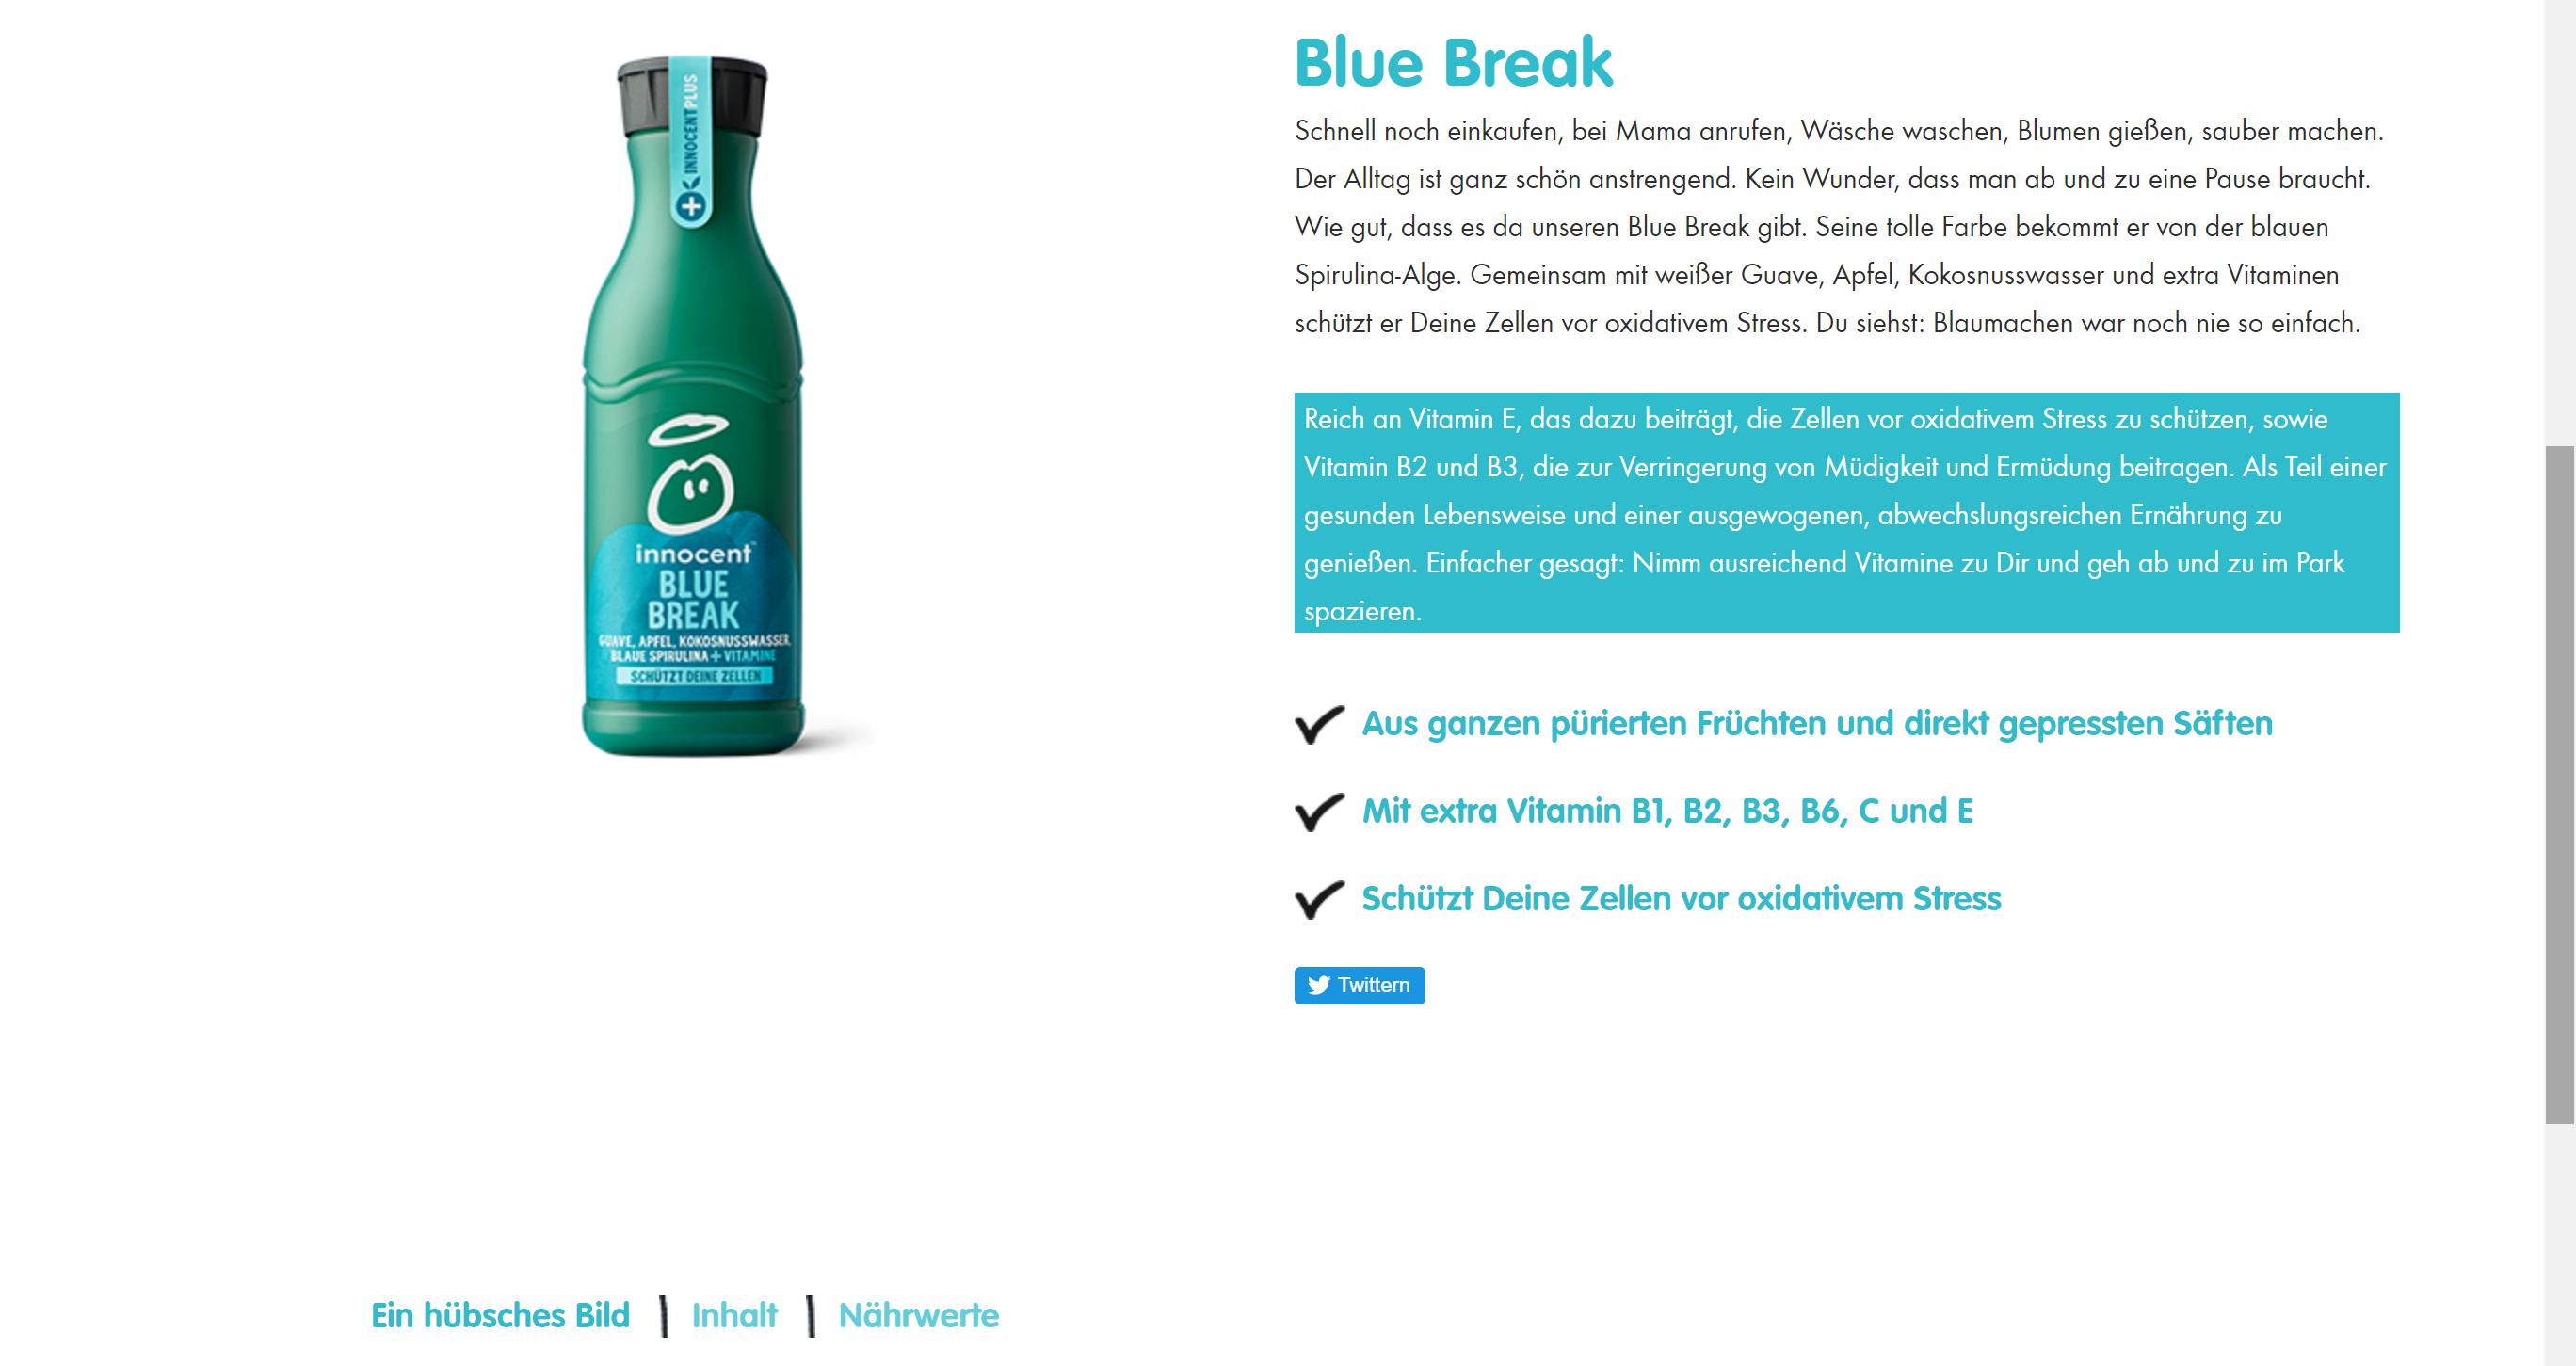 INNOCENT PLUS
innocent™
BLUE
BREAK
GUAVE, APFEL, KOKOSNUSSWASSER,
BLAUE SPIRULINA + VITAMINE
SCHÜTZT DEINE ZELLEN
Ein hübsches Bild | Inhalt | Nährwerte
Blue Break
Schnell noch einkaufen, bei Mama anrufen, Wäsche waschen, Blumen gießen, sauber machen.
Der Alltag ist ganz schön anstrengend. Kein Wunder, dass man ab und zu eine Pause braucht.
Wie gut, dass es da unseren Blue Break gibt. Seine tolle Farbe bekommt er von der blauen
Spirulina-Alge. Gemeinsam mit weißer Guave, Apfel, Kokosnusswasser und extra Vitaminen
schützt er Deine Zellen vor oxidativem Stress. Du siehst: Blaumachen war noch nie so einfach.
Reich an Vitamin E, das dazu beiträgt, die Zellen vor oxidativem Stress zu schützen, sowie
Vitamin B2 und B3, die zur Verringerung von Müdigkeit und Ermüdung beitragen. Als Teil einer
gesunden Lebensweise und einer ausgewogenen, abwechslungsreichen Ernährung zu
genießen. Einfacher gesagt: Nimm ausreichend Vitamine zu Dir und geh ab und zu im Park
spazieren.
Aus ganzen pürierten Früchten und direkt gepressten Säften
Mit extra Vitamin B1, B2, B3, B6, C und E
Schützt Deine Zellen vor oxidativem Stress
Twittern